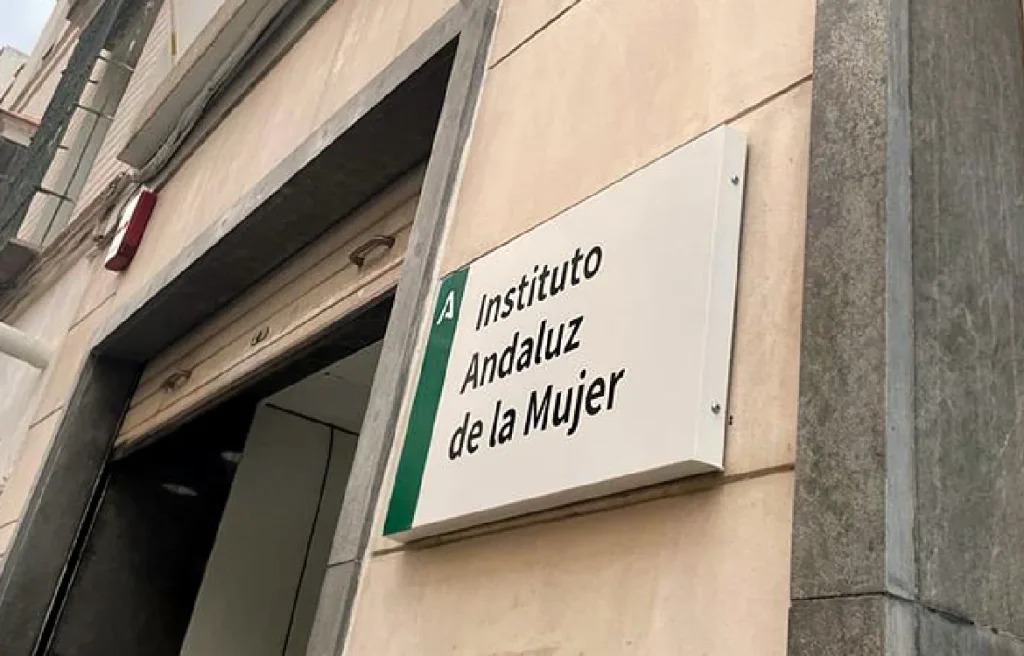 Instituto
Andaluz
de la Mujer